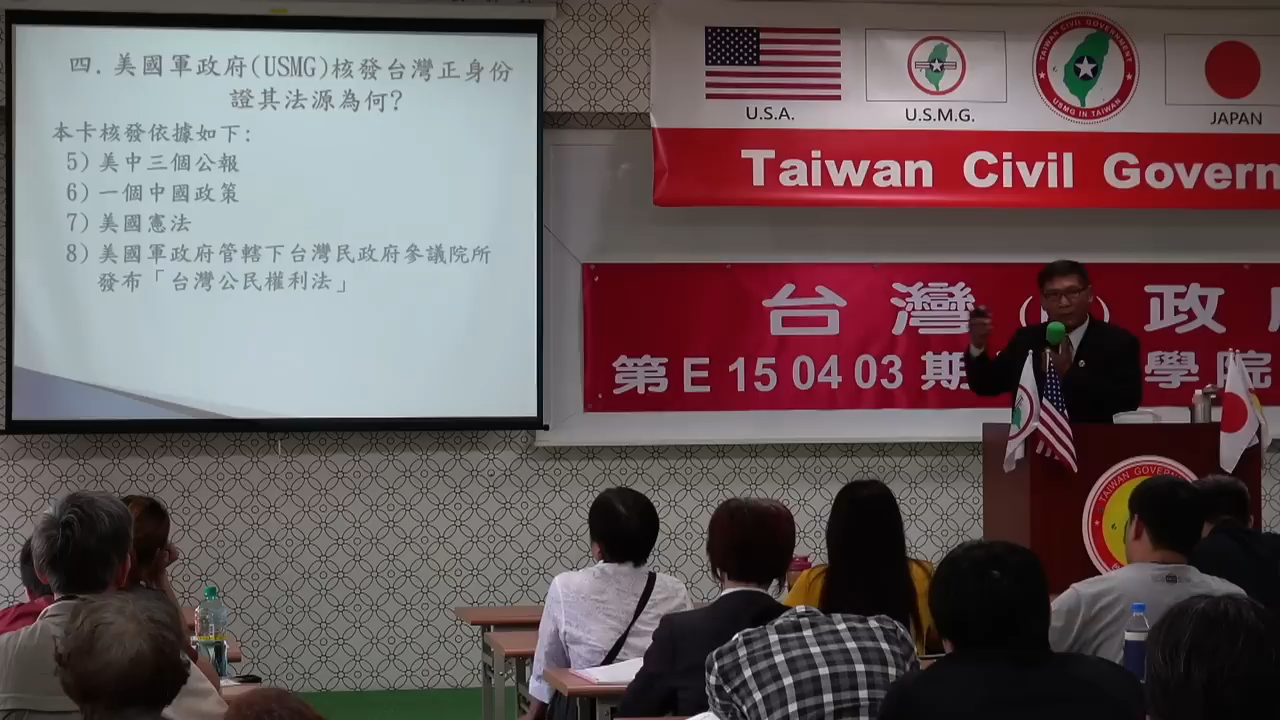 四．美國軍政府(USMG)核發台灣正身份
證其法源為何?
本卡核發依據如下:
5) 美中三個公報
6) 一個中國政策
7) 美國憲法
8) 美國軍政府管轄下台灣民政府參議院所
發布「台灣公民權利法」
TAIWAN CIVIL GOVERNMENT
USMG IN TAIWAN
U.S.A.
U.S.M.G.
JAPAN
Taiwan Civil Govern
台灣 政
第E 15 04 03 期 學院
TAIWAN GOVERN